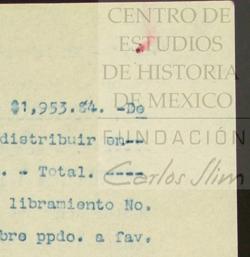 CENTRO DE
ESTUDIOS
DE HISTORIA
DE MEXICO
FUNDACIÓN
Carlos Slim
$1,953.84. -De
distribuir en--
. - Total. ----
libramiento No.
bre ppdo. a fav.